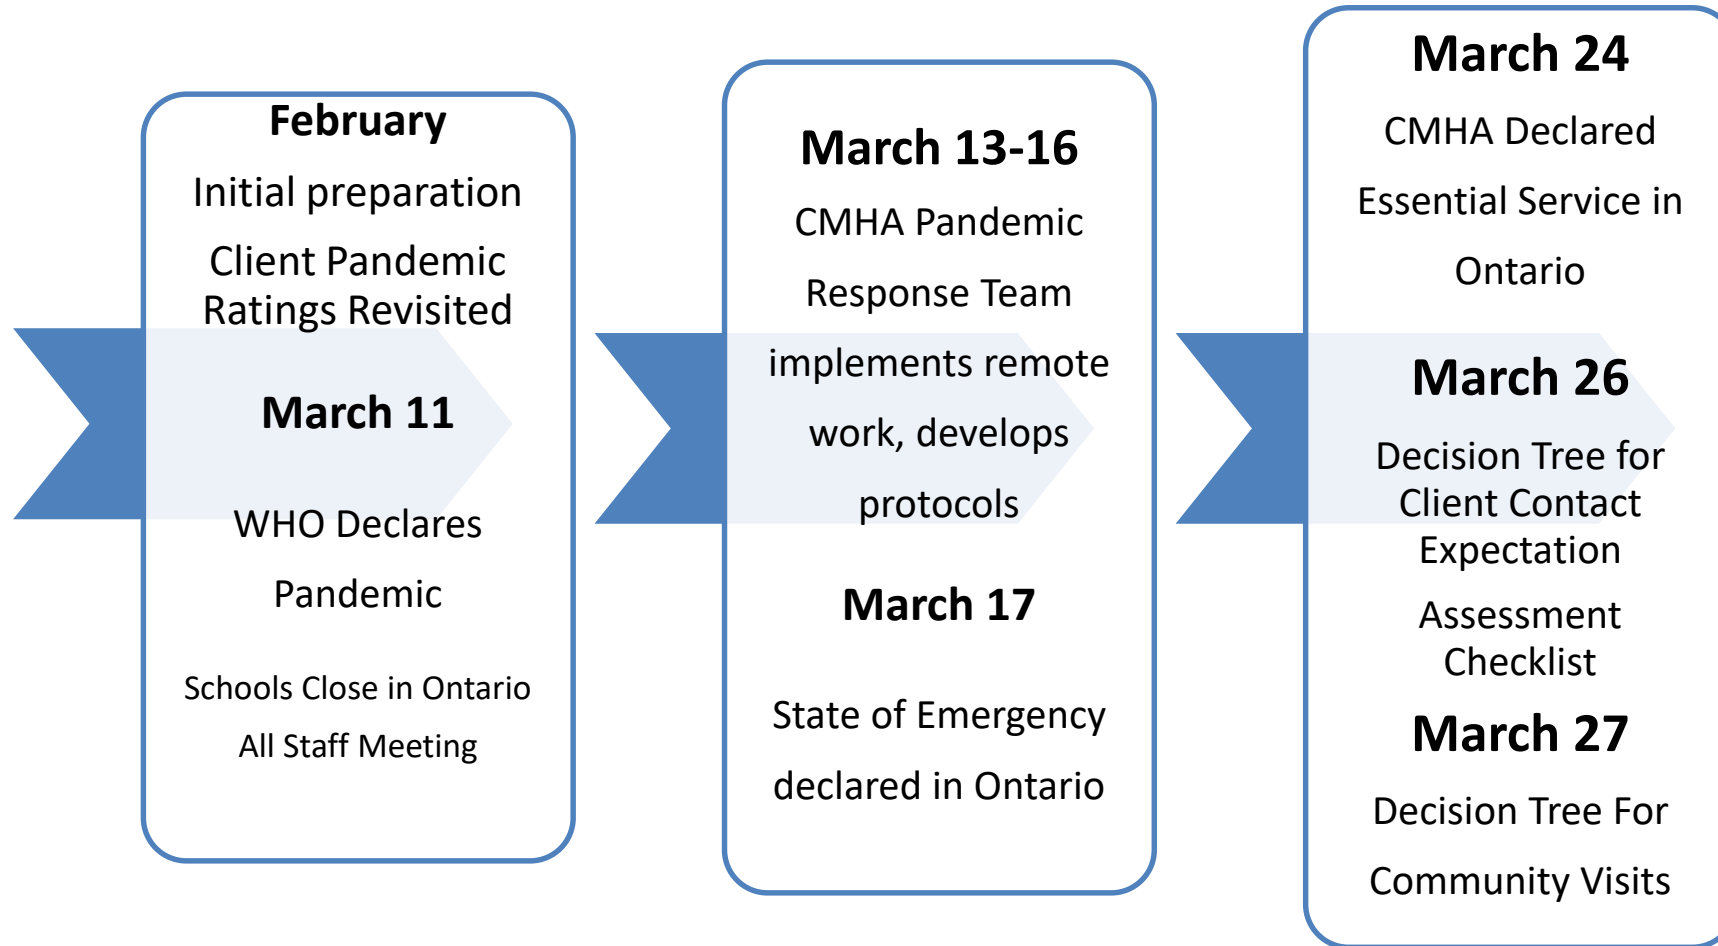 February
Initial preparation
Client Pandemic
Ratings Revisited
March 11
WHO Declares
Pandemic
Schools Close in Ontario
All Staff Meeting
March 13-16
CMHA Pandemic
Response Team
implements remote
work, develops
protocols
March 17
State of Emergency
declared in Ontario
March 24
CMHA Declared
Essential Service in
Ontario
March 26
Decision Tree for
Client Contact
Expectation
Assessment
Checklist
March 27
Decision Tree For
Community Visits